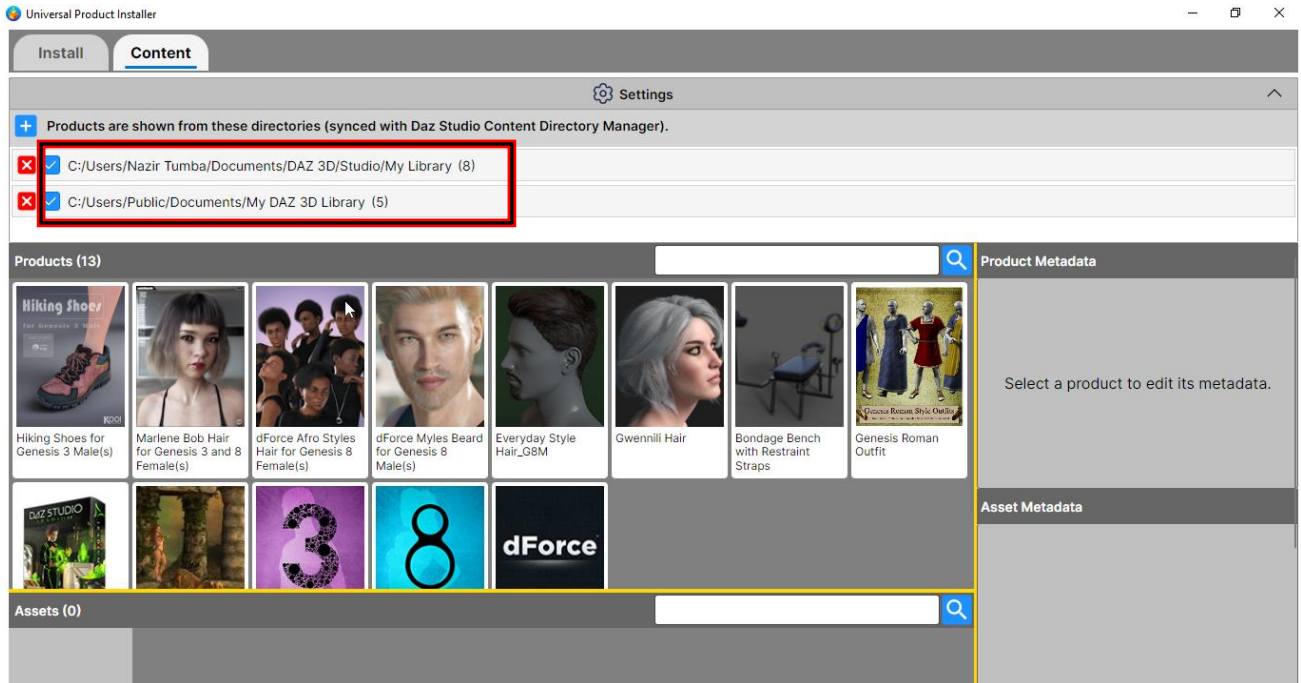 Universal Product Installer
Install
Content
Settings
Products are shown from these directories (synced with Daz Studio Content Directory Manager).
C:/Users/Nazir Tumba/Documents/DAZ 3D/Studio/My Library (8)
C:/Users/Public/Documents/My DAZ 3D Library (5)
Products (13)
Product Metadata
Hiking Shoes
for Genesis 3 Male
KOOI
Hiking Shoes for
Genesis 3 Male(s)
Marlene Bob Hair
for Genesis 3 and 8
Female(s)
dForce Afro Styles
Hair for Genesis 8
Female(s)
dForce Myles Beard
for Genesis 8
Male(s)
Everyday Style
Hair_G8M
Gwennili Hair
Bondage Bench
with Restraint
Straps
Genesis Roman Style Outfits
Genesis Roman
Outfit
Select a product to edit its metadata.
DAZ STUDIO
3
8
dForce
Asset Metadata
Assets (0)